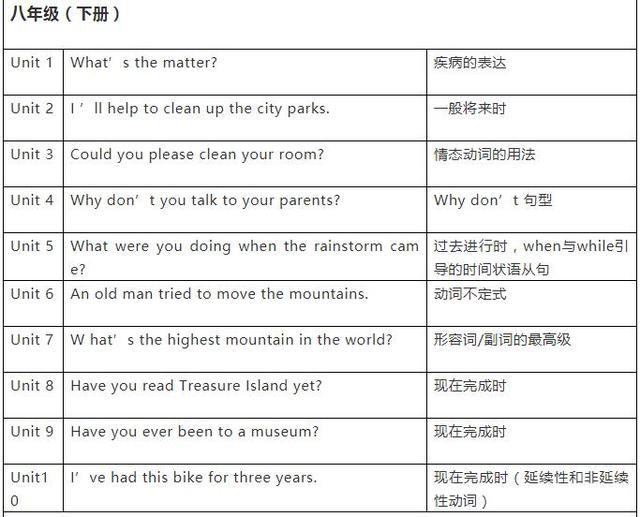 八年级（下册）
Unit 1 What's the matter? 疾病的表达
Unit 2 I 'll help to clean up the city parks. 一般将来时
Unit 3 Could you please clean your room? 情态动词的用法
Unit 4 Why don't you talk to your parents? Why don't 句型
Unit 5 What were you doing when the rainstorm cam 过去进行时，when与while引
e? 导的时间状语从句
Unit 6 An old man tried to move the mountains. 动词不定式
Unit 7 W hat's the highest mountain in the world? 形容词/副词的最高级
Unit 8 Have you read Treasure Island yet? 现在完成时
Unit 9 Have you ever been to a museum? 现在完成时
Unit1 I've had this bike for three years. 现在完成时（延续性和非延续
0 性动词）